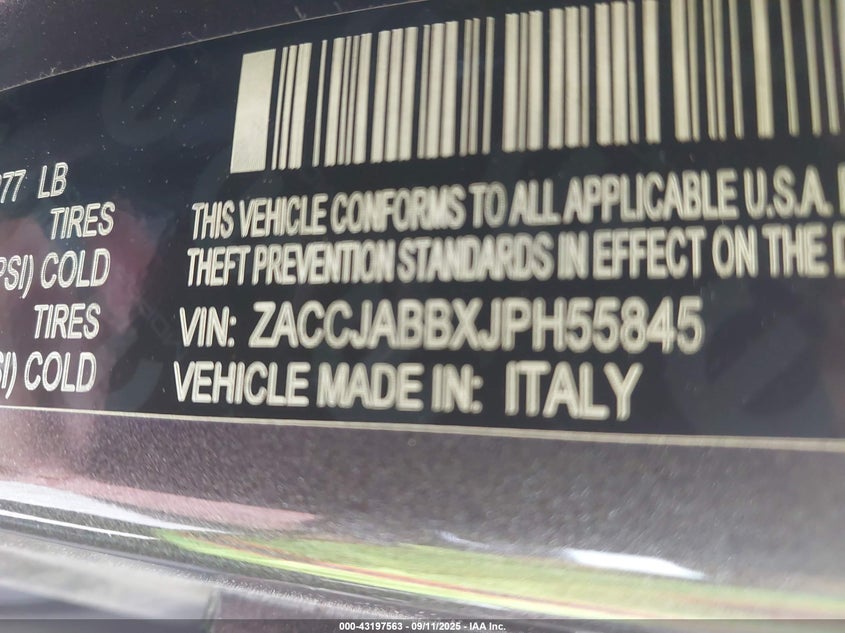 77 LB
TIRES
PSI) COLD
TIRES
SI) COLD
THIS VEHICLE CONFORMS TO ALL APPLICABLE U.S.A.
THEFT PREVENTION STANDARDS IN EFFECT ON THE D
VIN: ZACCJABBXJPH55845
VEHICLE MADE IN: ITALY
000-43197563 - 09/11/2025 - IAA Inc.